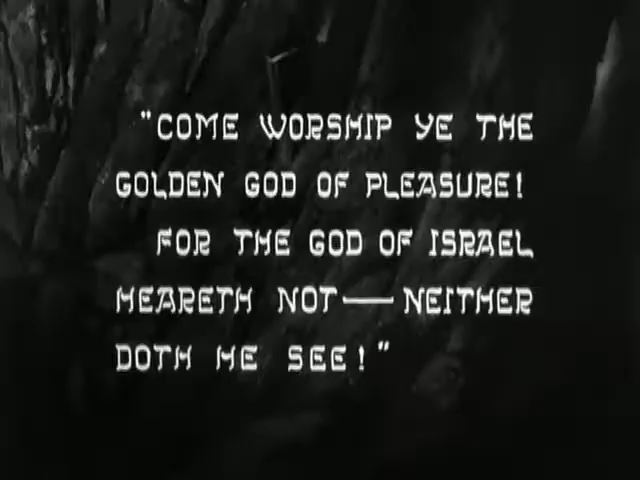 "COME WORSHIP YE THE
GOLDEN GOD OF PLEASURE!
FOR THE GOD OF ISRAEL
HEARETH NOT—NEITHER
DOTH HE SEE!"